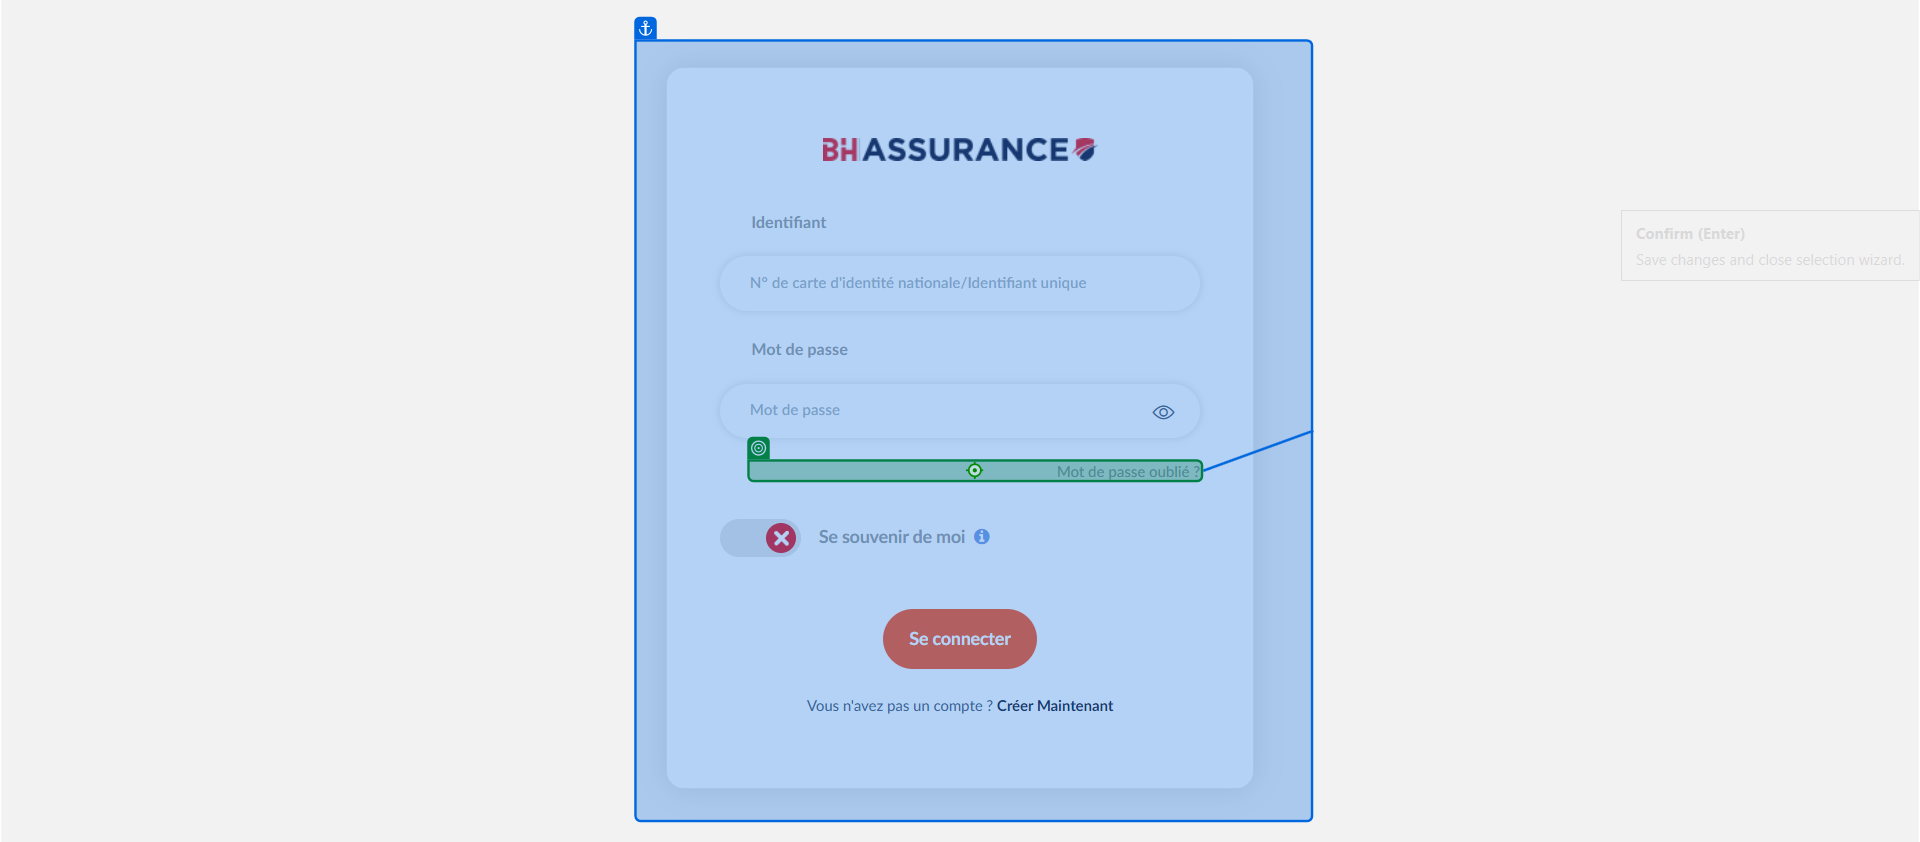 BH ASSURANCE
Identifiant
N° de carte d'identité nationale/Identifiant unique
Mot de passe
Mot de passe
Mot de passe oublié ?
Se souvenir de moi
Se connecter
Vous n'avez pas un compte ? Créer Maintenant
Confirm (Enter)
Save changes and close selection wizard.